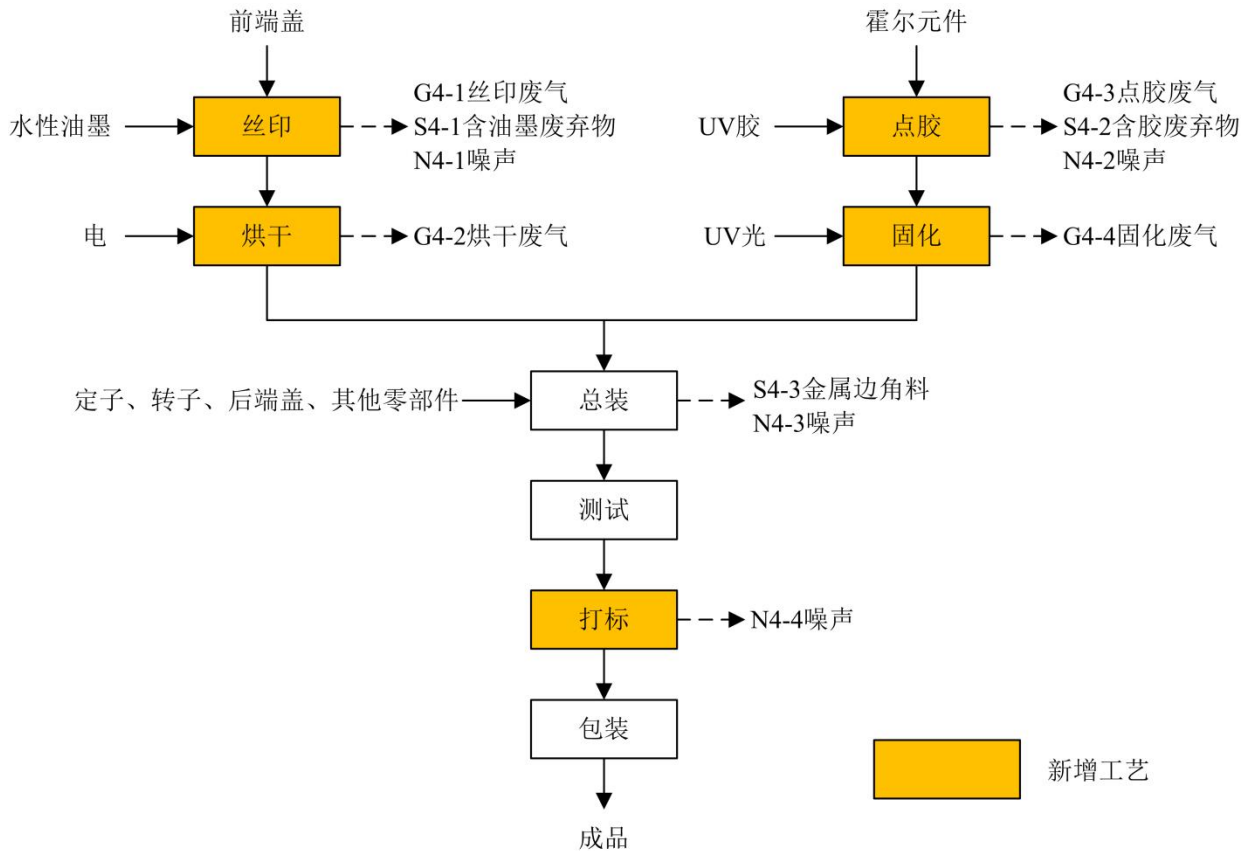 前端盖
霍尔元件
水性油墨
丝印
G4-1丝印废气
S4-1含油墨废弃物
N4-1噪声
UV胶
点胶
G4-3点胶废气
S4-2含胶废弃物
N4-2噪声
电
烘干
G4-2烘干废气
UV光
固化
G4-4固化废气
定子、转子、后端盖、其他零部件
总装
S4-3金属边角料
N4-3噪声
测试
打标
N4-4噪声
包装
新增工艺
成品